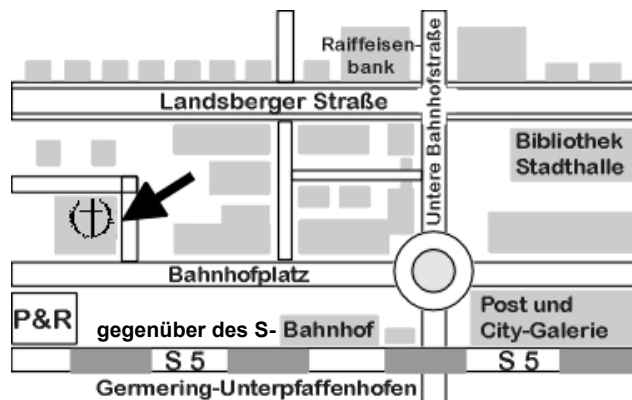 Raiffeisen-
bank
Landsberger Straße
Untere Bahnhofstraße
Bibliothek
Stadthalle
Bahnhofplatz
P&R
gegenüber des S- Bahnhof
Post und
City-Galerie
S 5
S 5
Germering-Unterpfaffenhofen